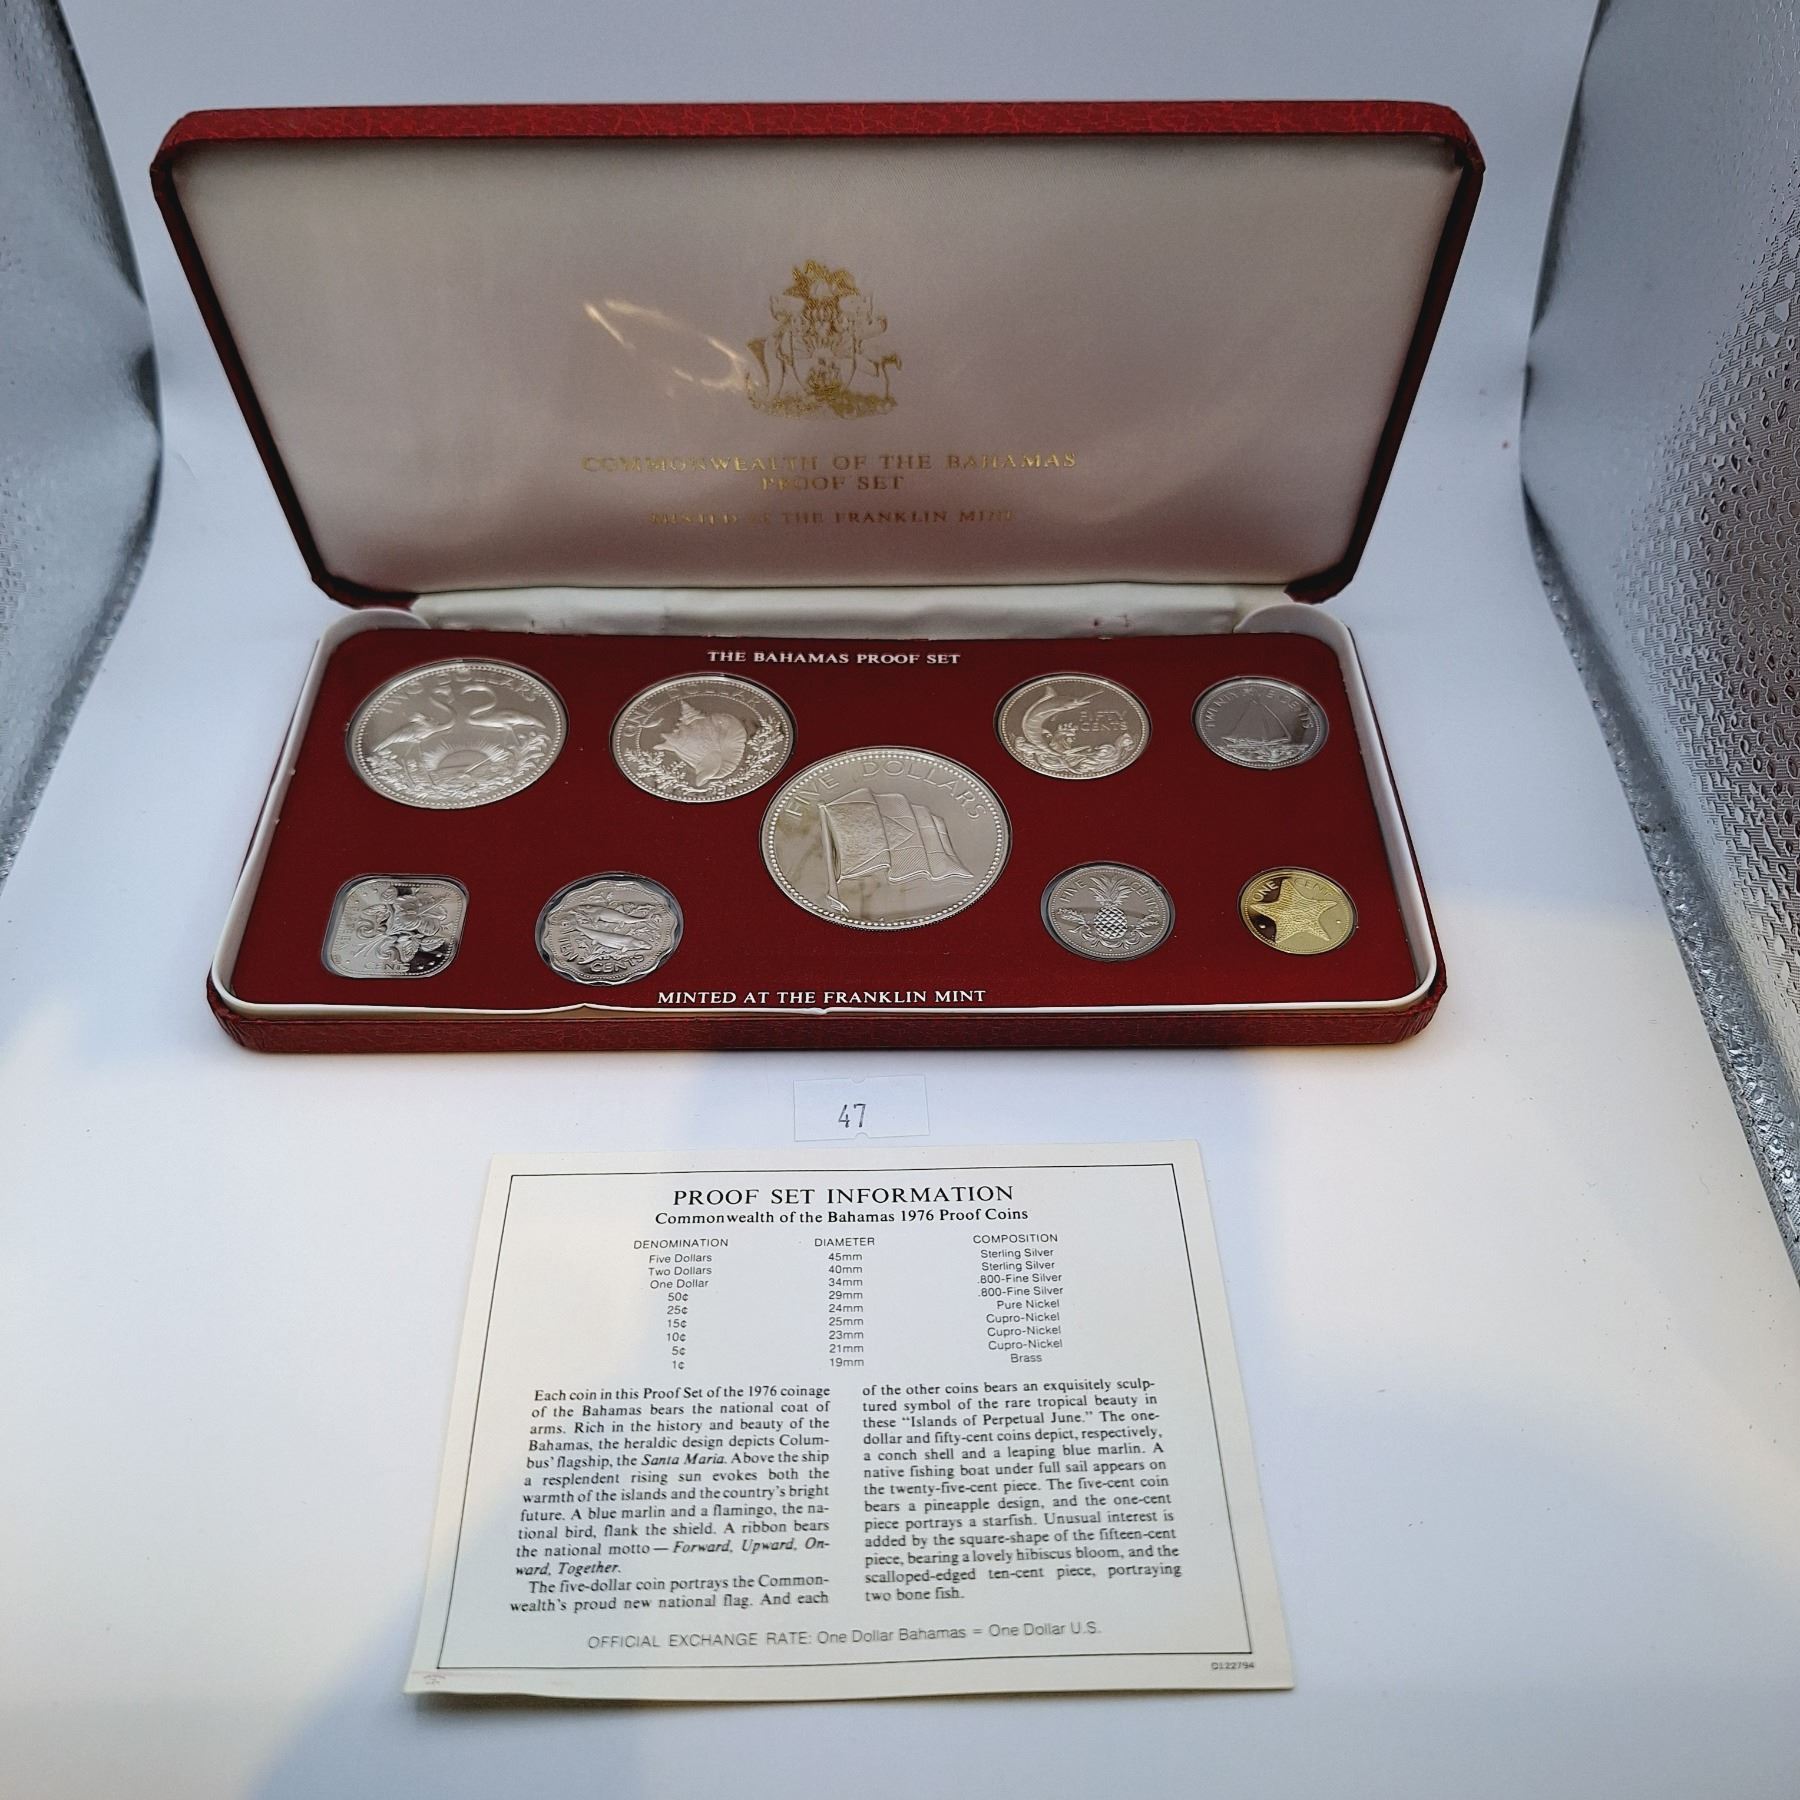 COMMONWEALTH OF THE BAHAMAS
PROOF SET
MINTED AT THE FRANKLIN MINT
THE BAHAMAS PROOF SET
TWO DOLLARS
ONE DOLLAR
FIFTY
CENTS
TWENTY FIVE CENTS
FIVE DOLLARS
CENTS
TEN CENTS
FIVE CENTS
ONE CENT
MINTED AT THE FRANKLIN MINT
47
PROOF SET INFORMATION
Commonwealth of the Bahamas 1976 Proof Coins
DENOMINATION DIAMETER COMPOSITION
Five Dollars 45mm Sterling Silver
Two Dollars 40mm Sterling Silver
One Dollar 34mm .800-Fine Silver
50¢ 29mm .800-Fine Silver
25¢ 24mm Pure Nickel
15¢ 25mm Cupro-Nickel
10¢ 23mm Cupro-Nickel
5¢ 21mm Cupro-Nickel
1¢ 19mm Brass
Each coin in this Proof Set of the 1976 coinage
of the Bahamas bears the national coat of
arms. Rich in the history and beauty of the
Bahamas, the heraldic design depicts Colum-
bus' flagship, the Santa Maria. Above the ship
a resplendent rising sun evokes both the
warmth of the islands and the country's bright
future. A blue marlin and a flamingo, the na-
tional bird, flank the shield. A ribbon bears
the national motto — Forward, Upward, On-
ward, Together.
The five-dollar coin portrays the Common-
wealth's proud new national flag. And each
of the other coins bears an exquisitely sculp-
tured symbol of the rare tropical beauty in
these "Islands of Perpetual June." The one-
dollar and fifty-cent coins depict, respectively,
a conch shell and a leaping blue marlin. A
native fishing boat under full sail appears on
the twenty-five-cent piece. The five-cent coin
bears a pineapple design, and the one-cent
piece portrays a starfish. Unusual interest is
added by the square-shape of the fifteen-cent
piece, bearing a lovely hibiscus bloom, and the
scalloped-edged ten-cent piece, portraying
two bone fish.
OFFICIAL EXCHANGE RATE: One Dollar Bahamas = One Dollar U.S.
D122794